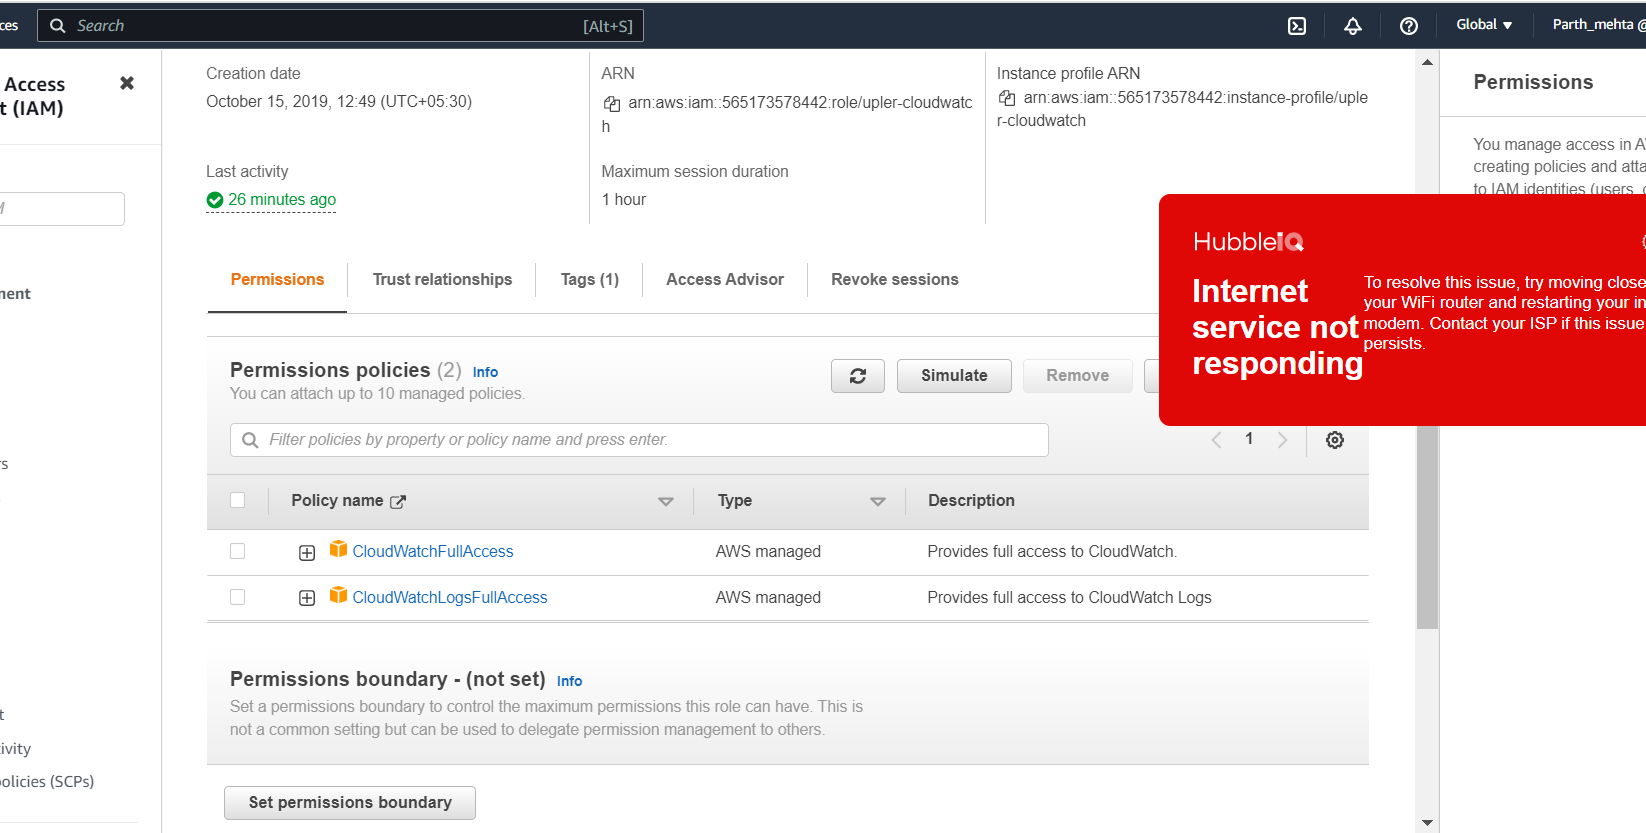 ces
Search
[Alt+S]
Global
Parth_mehta @
Access
t (IAM)
nent
rs
t
ivity
olicies (SCPs)
Creation date
October 15, 2019, 12:49 (UTC+05:30)
Last activity
26 minutes ago
ARN
arn:aws:iam::565173578442:role/upler-cloudwatc
h
Maximum session duration
1 hour
Instance profile ARN
arn:aws:iam::565173578442:instance-profile/uple
r-cloudwatch
Permissions
Trust relationships
Tags (1)
Access Advisor
Revoke sessions
Permissions policies (2) Info
You can attach up to 10 managed policies.
Simulate
Remove
Filter policies by property or policy name and press enter.
1
Policy name
Type
Description
CloudWatchFullAccess
AWS managed
Provides full access to CloudWatch.
CloudWatchLogsFullAccess
AWS managed
Provides full access to CloudWatch Logs
Permissions boundary - (not set) Info
Set a permissions boundary to control the maximum permissions this role can have. This is
not a common setting but can be used to delegate permission management to others.
Set permissions boundary
Permissions
You manage access in A
creating policies and atta
to IAM identities (users,
HubbleiQ
Internet
service not
responding
To resolve this issue, try moving close
your WiFi router and restarting your in
modem. Contact your ISP if this issue
persists.